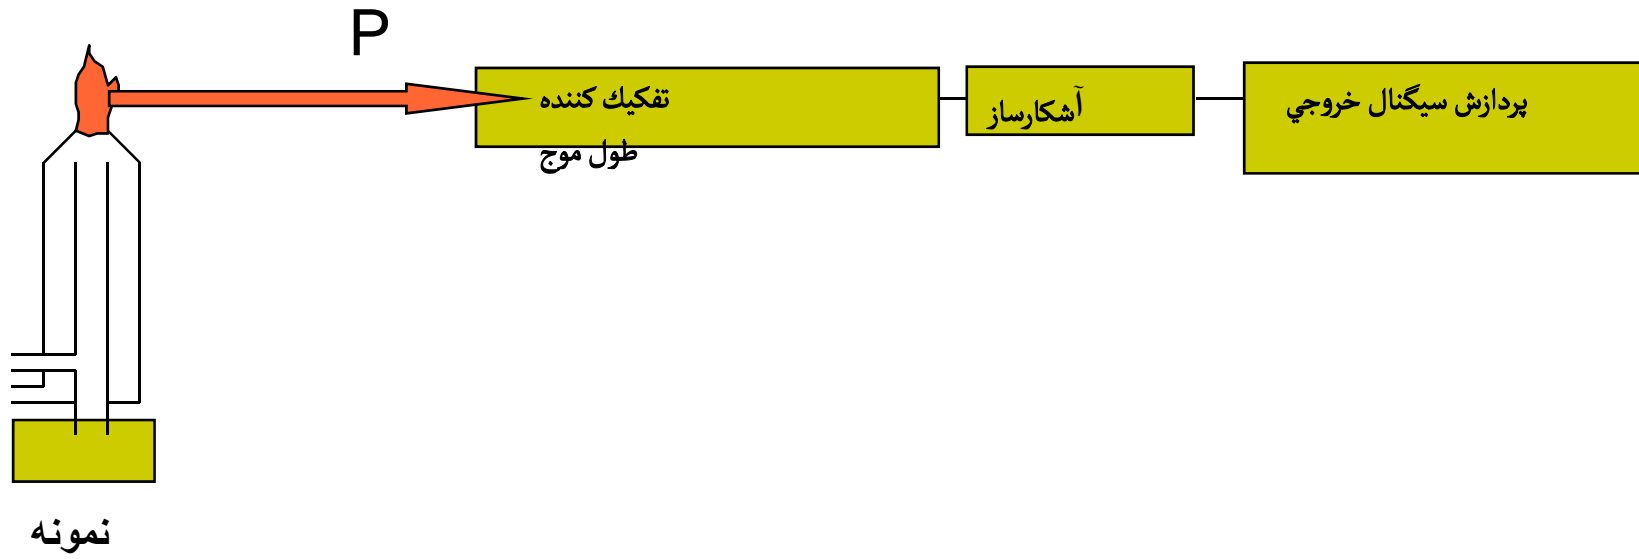 P
تفكيك كننده
طول موج
آشكارساز
پردازش سيگنال خروجي
نمونه